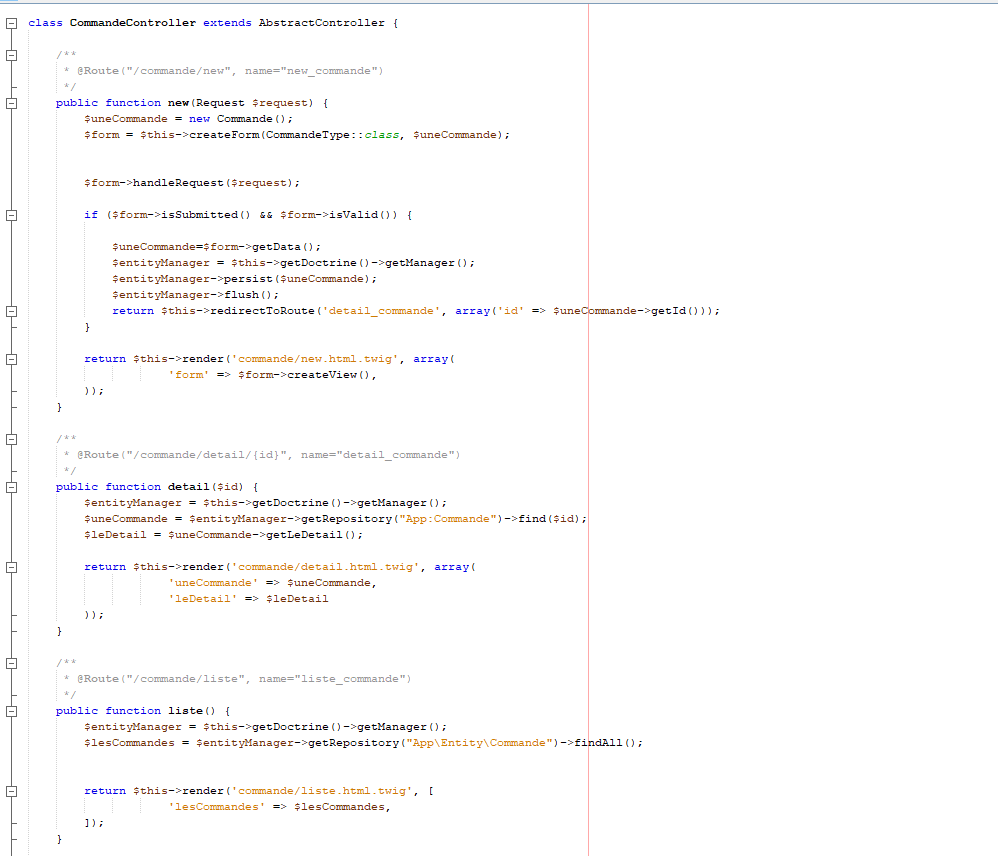 class CommandeController extends AbstractController {
/**
* @Route("/commande/new", name="new_commande")
*/
public function new(Request $request) {
$uneCommande = new Commande();
$form = $this->createForm(CommandeType::class, $uneCommande);
$form->handleRequest($request);
if ($form->isSubmitted() && $form->isValid()) {
$uneCommande=$form->getData();
$entityManager = $this->getDoctrine()->getManager();
$entityManager->persist($uneCommande);
$entityManager->flush();
return $this->redirectToRoute('detail_commande', array('id' => $uneCommande->getId()));
}
return $this->render('commande/new.html.twig', array(
'form' => $form->createView(),
));
}
/**
* @Route("/commande/detail/{id}", name="detail_commande")
*/
public function detail($id) {
$entityManager = $this->getDoctrine()->getManager();
$uneCommande = $entityManager->getRepository("App:Commande")->find($id);
$leDetail = $uneCommande->getLeDetail();
return $this->render('commande/detail.html.twig', array(
'uneCommande' => $uneCommande,
'leDetail' => $leDetail
));
}
/**
* @Route("/commande/liste", name="liste_commande")
*/
public function liste() {
$entityManager = $this->getDoctrine()->getManager();
$lesCommandes = $entityManager->getRepository("App\Entity\Commande")->findAll();
return $this->render('commande/liste.html.twig', [
'lesCommandes' => $lesCommandes,
]);
}